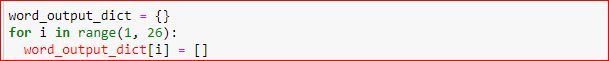 word_output_dict = {}
for i in range(1, 26):
  word_output_dict[i] = []